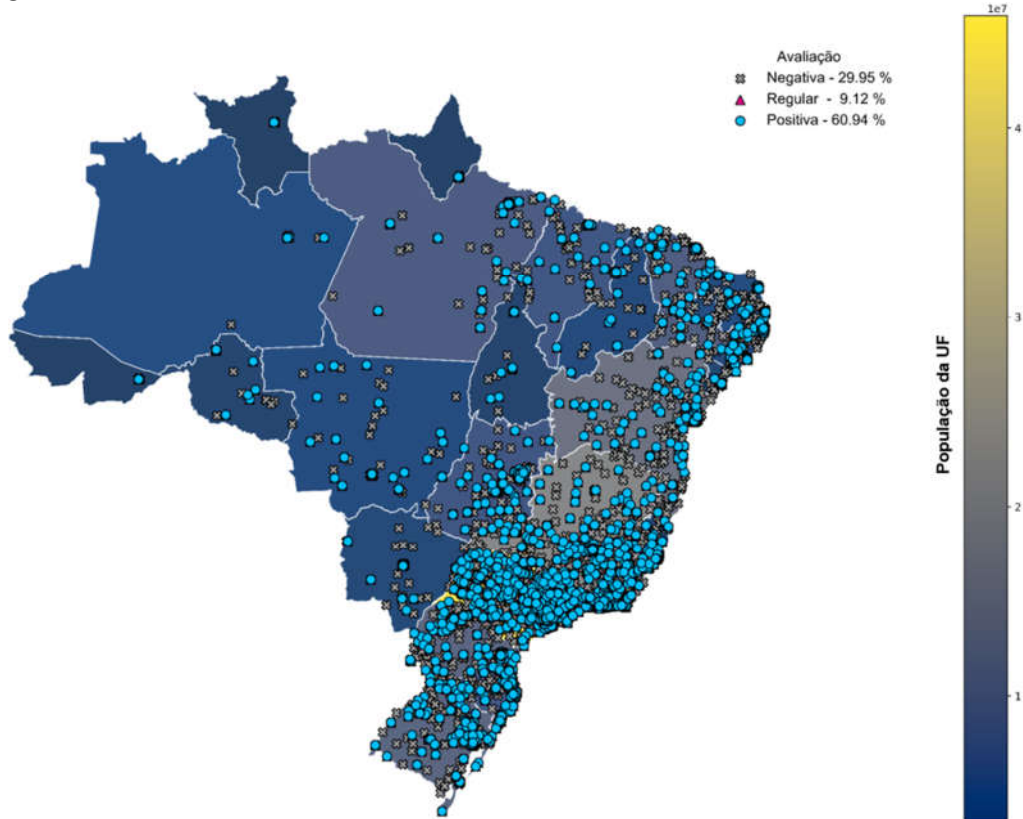 1e7
Avaliação
Negativa - 29.95 %
Regular - 9.12 %
Positiva - 60.94 %
4
3
2
1
População da UF